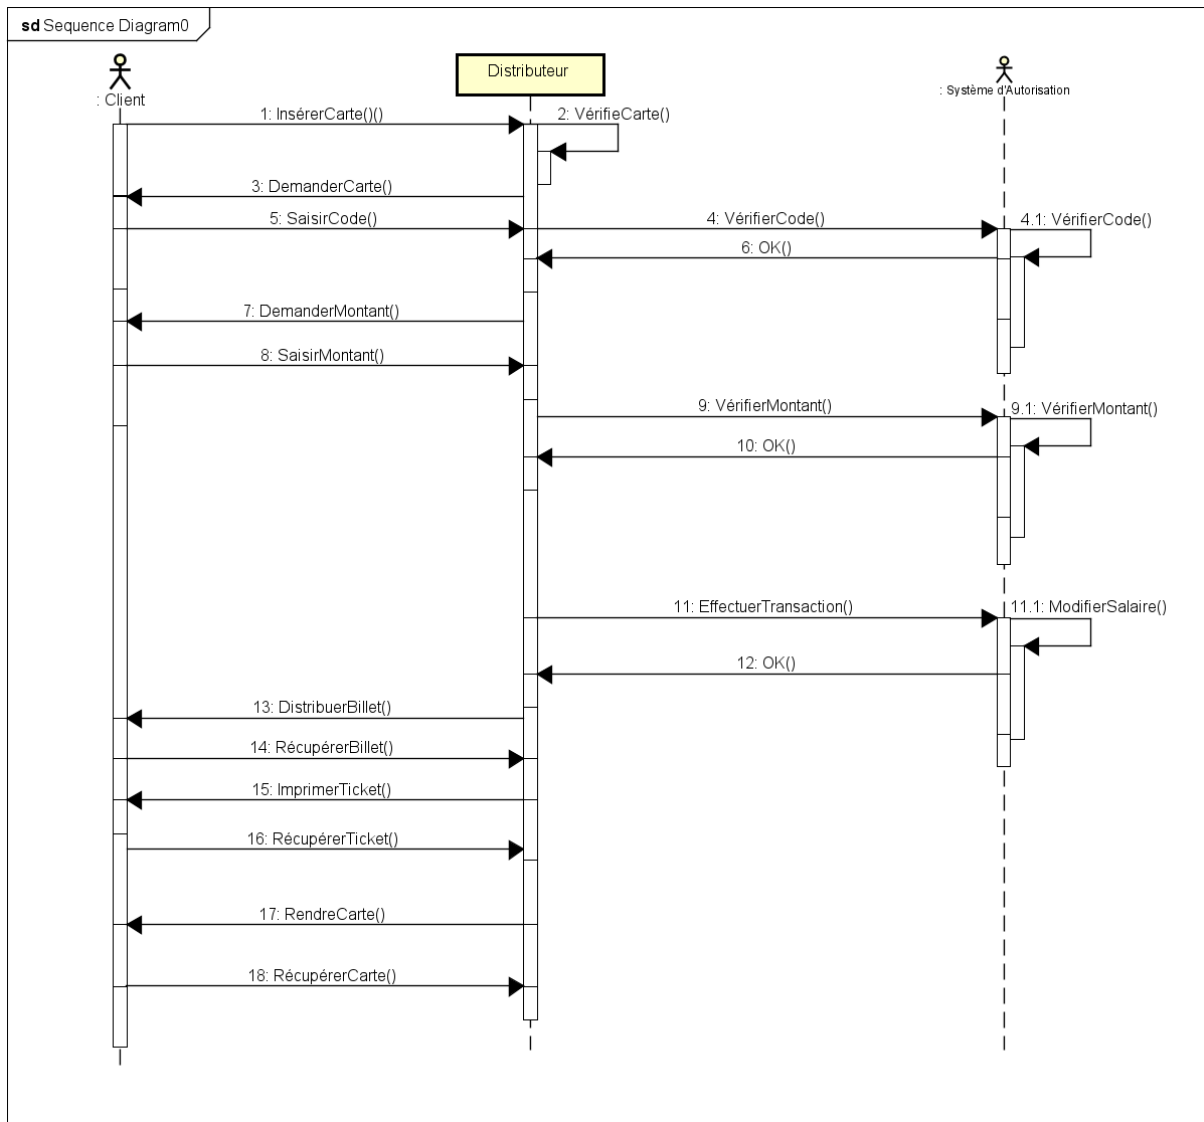 sd Sequence Diagram0
: Client
Distributeur
: Système d'Autorisation
1: InsérerCarte()()
2: VérifieCarte()
3: DemanderCarte()
5: SaisirCode()
4: VérifierCode()
4.1: VérifierCode()
6: OK()
7: DemanderMontant()
8: SaisirMontant()
9: VérifierMontant()
9.1: VérifierMontant()
10: OK()
11: EffectuerTransaction()
11.1: ModifierSalaire()
12: OK()
13: DistribuerBillet()
14: RécupérerBillet()
15: ImprimerTicket()
16: RécupérerTicket()
17: RendreCarte()
18: RécupérerCarte()